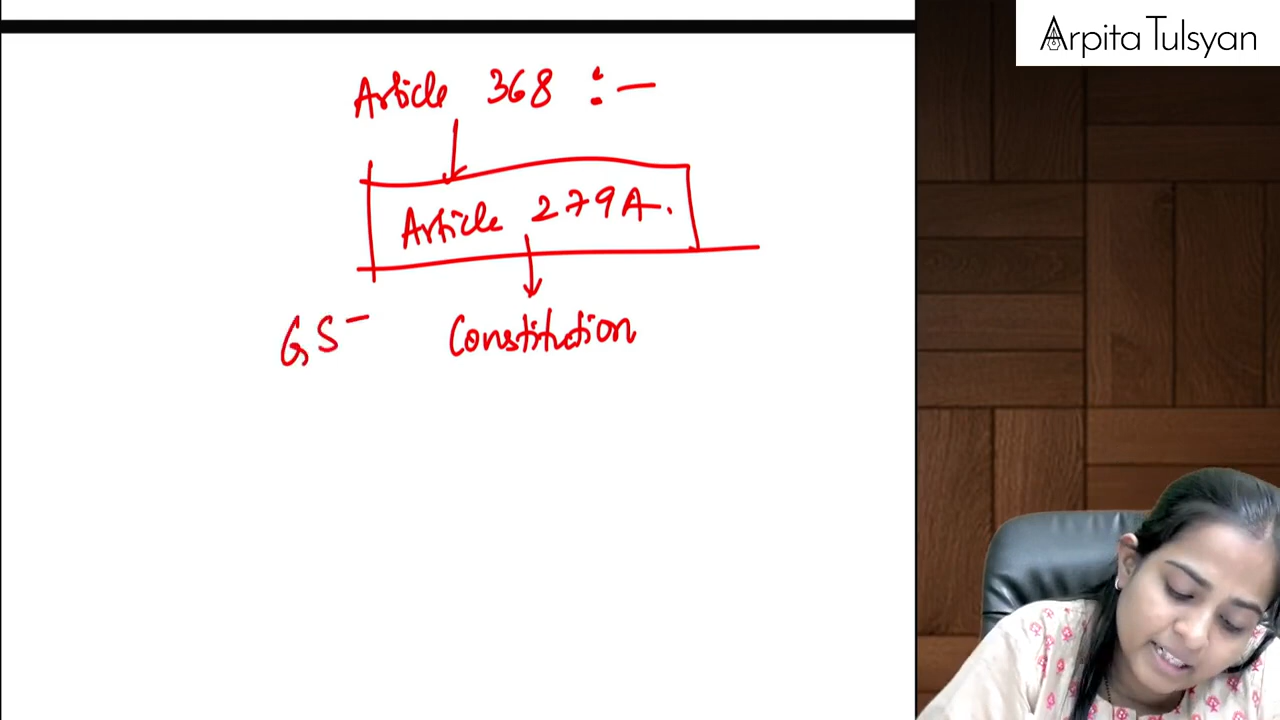 Arpita Tulsyan
Article 368 :-
Article 279A.
GS Constitution